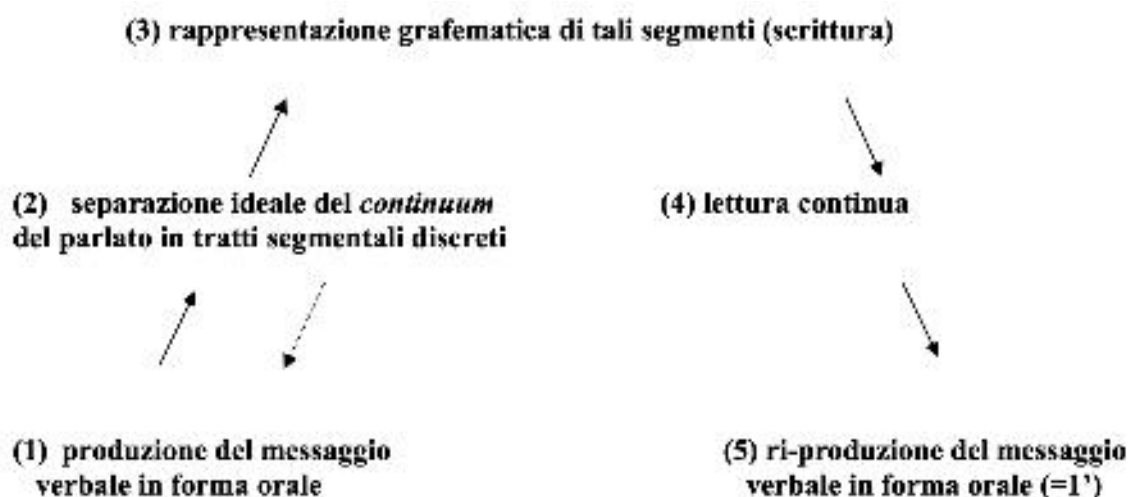 (3) rappresentazione grafematica di tali segmenti (scrittura)
(2) separazione ideale del continuum
del parlato in tratti segmentali discreti
(4) lettura continua
(1) produzione del messaggio
verbale in forma orale
(5) ri-produzione del messaggio
verbale in forma orale (=1’)